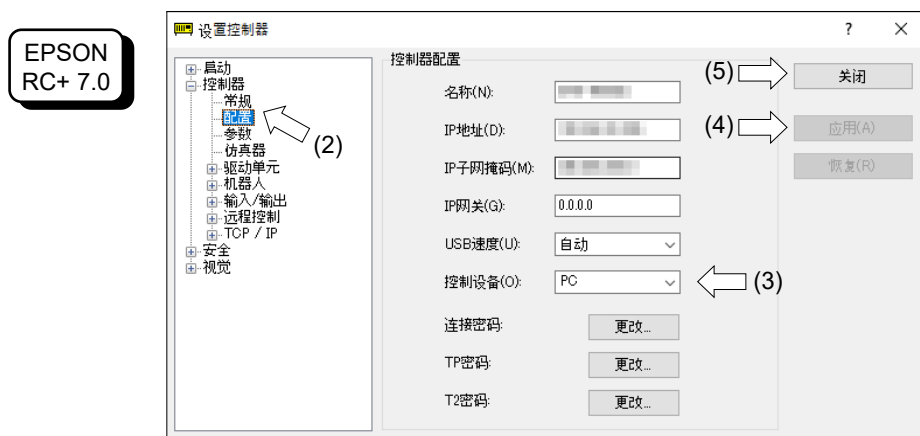 EPSON
RC+ 7.0
设置控制器
?
启动
控制器
常规
配置
参数
仿真器
驱动单元
机器人
输入/输出
远程控制
TCP / IP
安全
视觉
(2)
控制器配置
名称(N):
IP地址(D):
IP子网掩码(M):
IP网关(G): 0.0.0.0
USB速度(U): 自动
控制设备(O): PC
(3)
连接密码: 更改...
TP密码: 更改...
T2密码: 更改...
(5) 关闭
(4) 应用(A)
恢复(R)